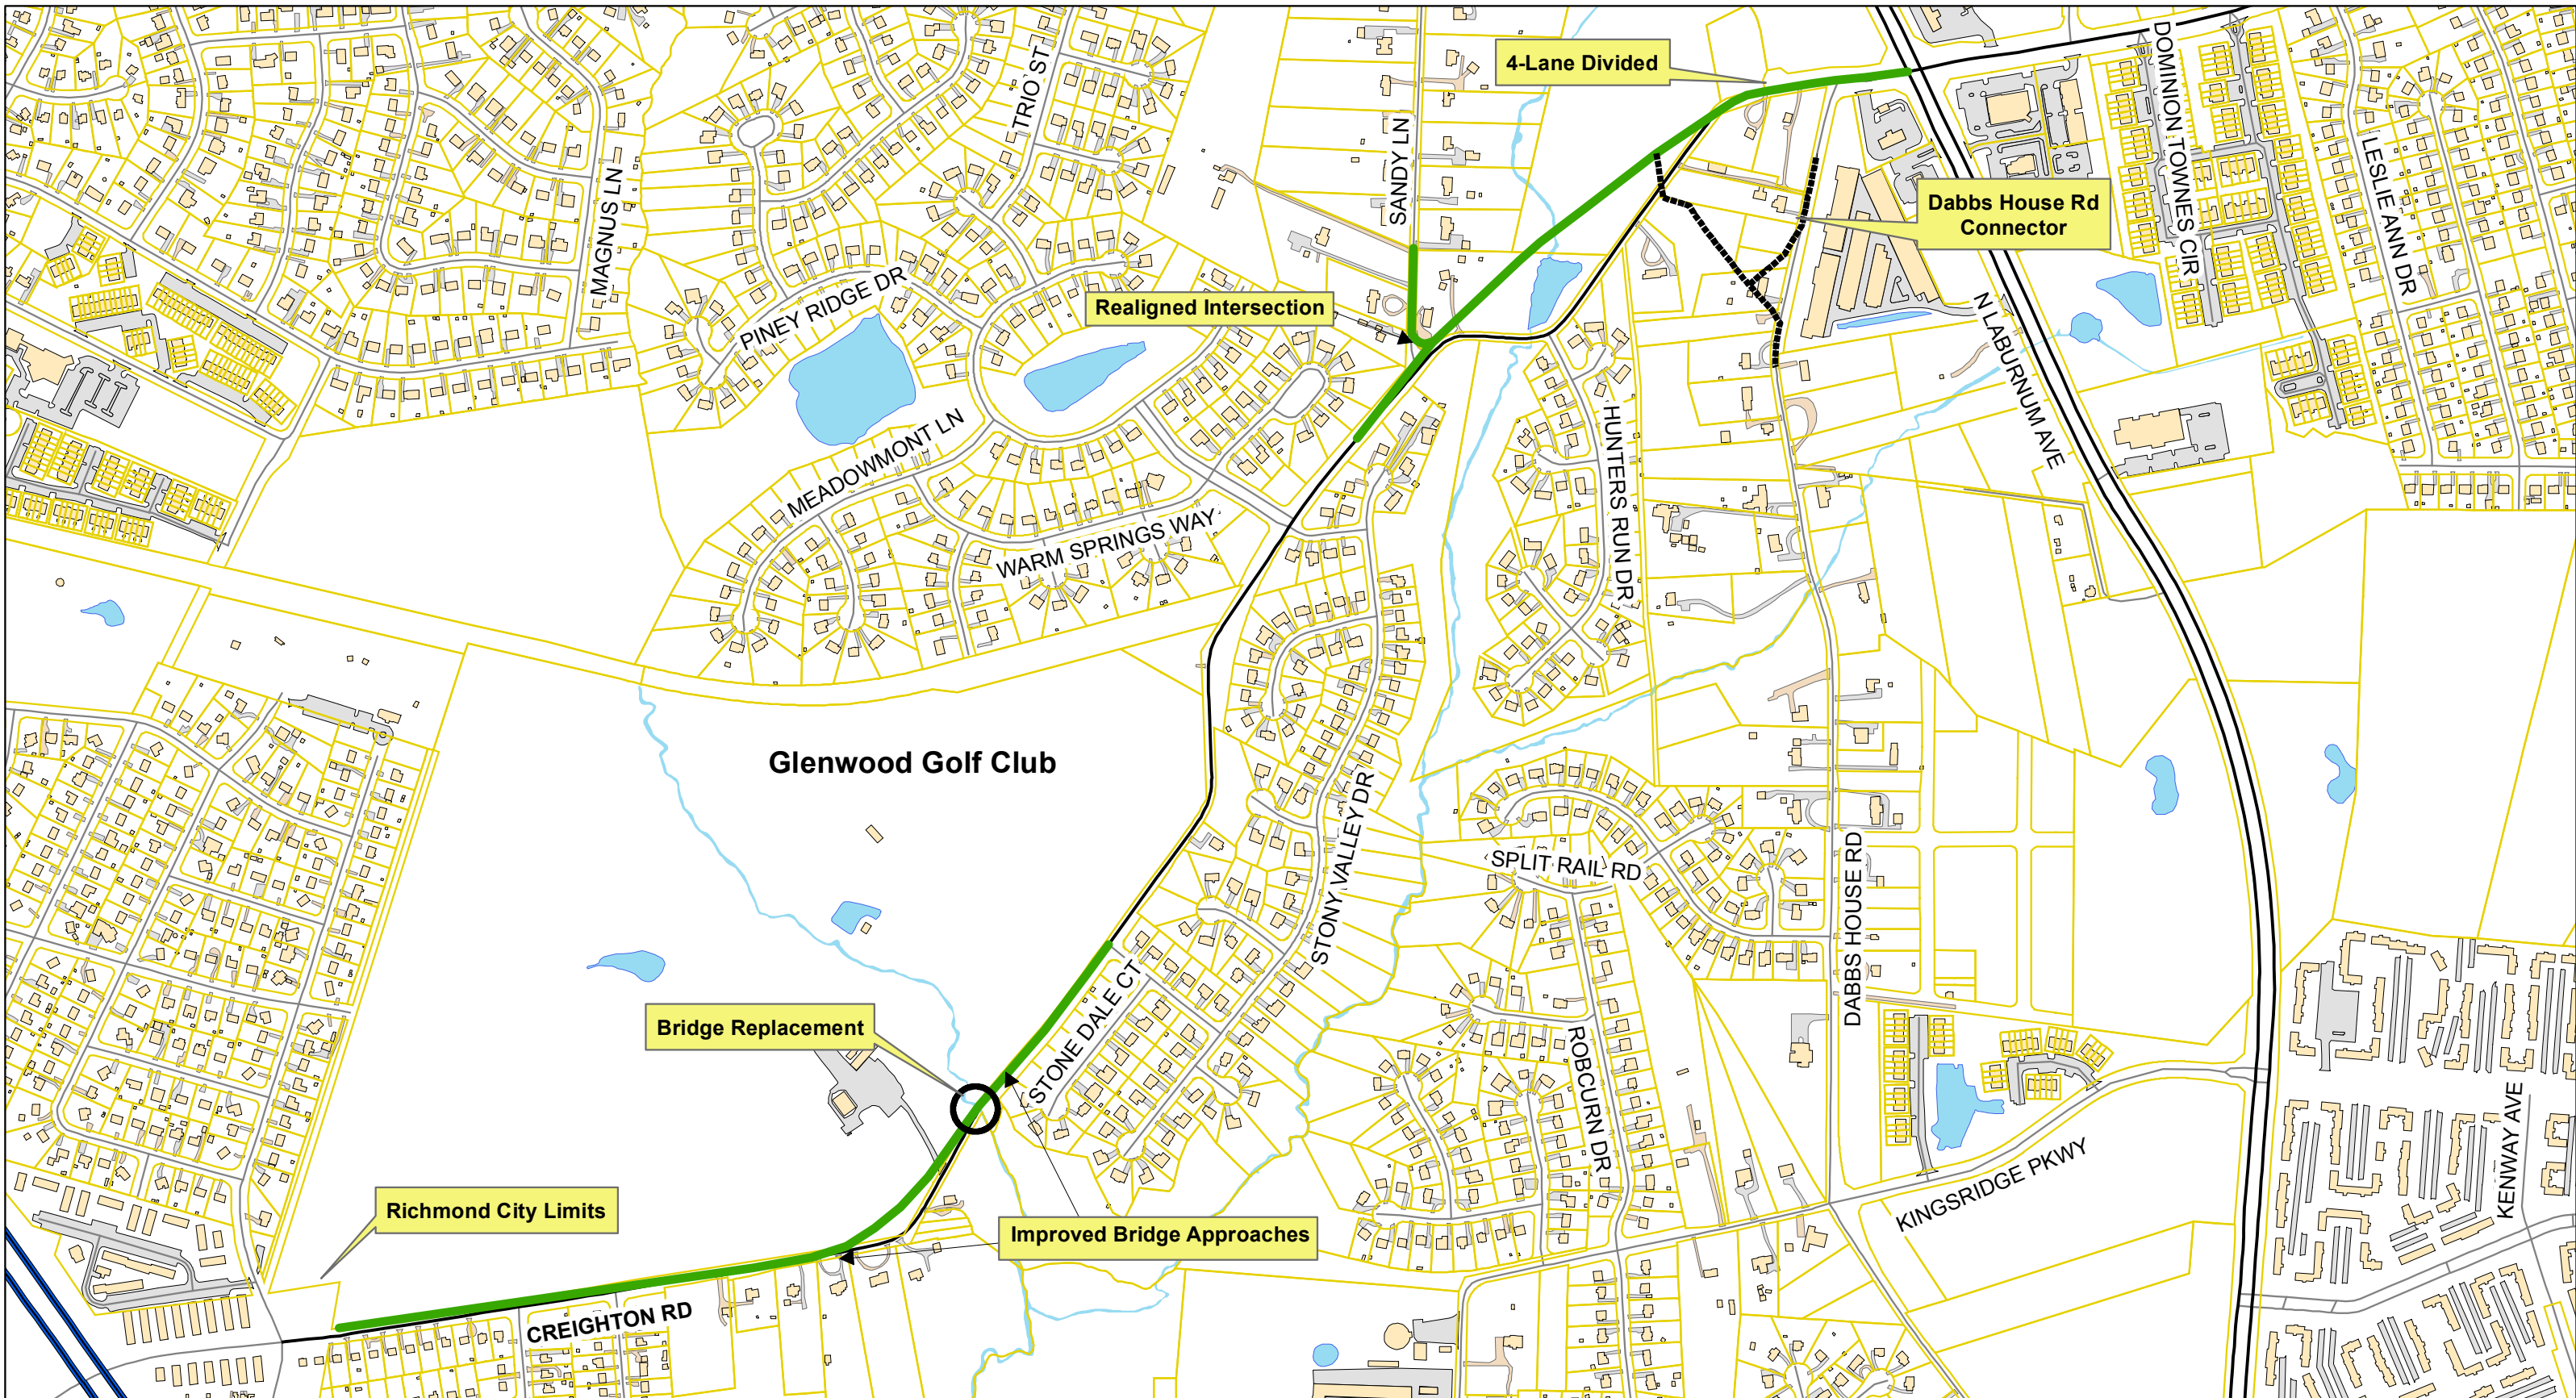 4-Lane Divided
DOMINION TOWNES CIR
TRIO ST
LESLIE ANN DR
SANDY LN
MAGNUS LN
Dabbs House Rd
Connector
PINEY RIDGE DR
Realigned Intersection
N LABURNUM AVE
MEADOWMONT LN
HUNTERS RUN DR
WARM SPRINGS WAY
Glenwood Golf Club
STONY VALLEY DR
SPLIT RAIL RD
DABBS HOUSE RD
Bridge Replacement
STONE DALE CT
ROBCURN DR
KENWAY AVE
KINGSRIDGE PKWY
Richmond City Limits
Improved Bridge Approaches
CREIGHTON RD